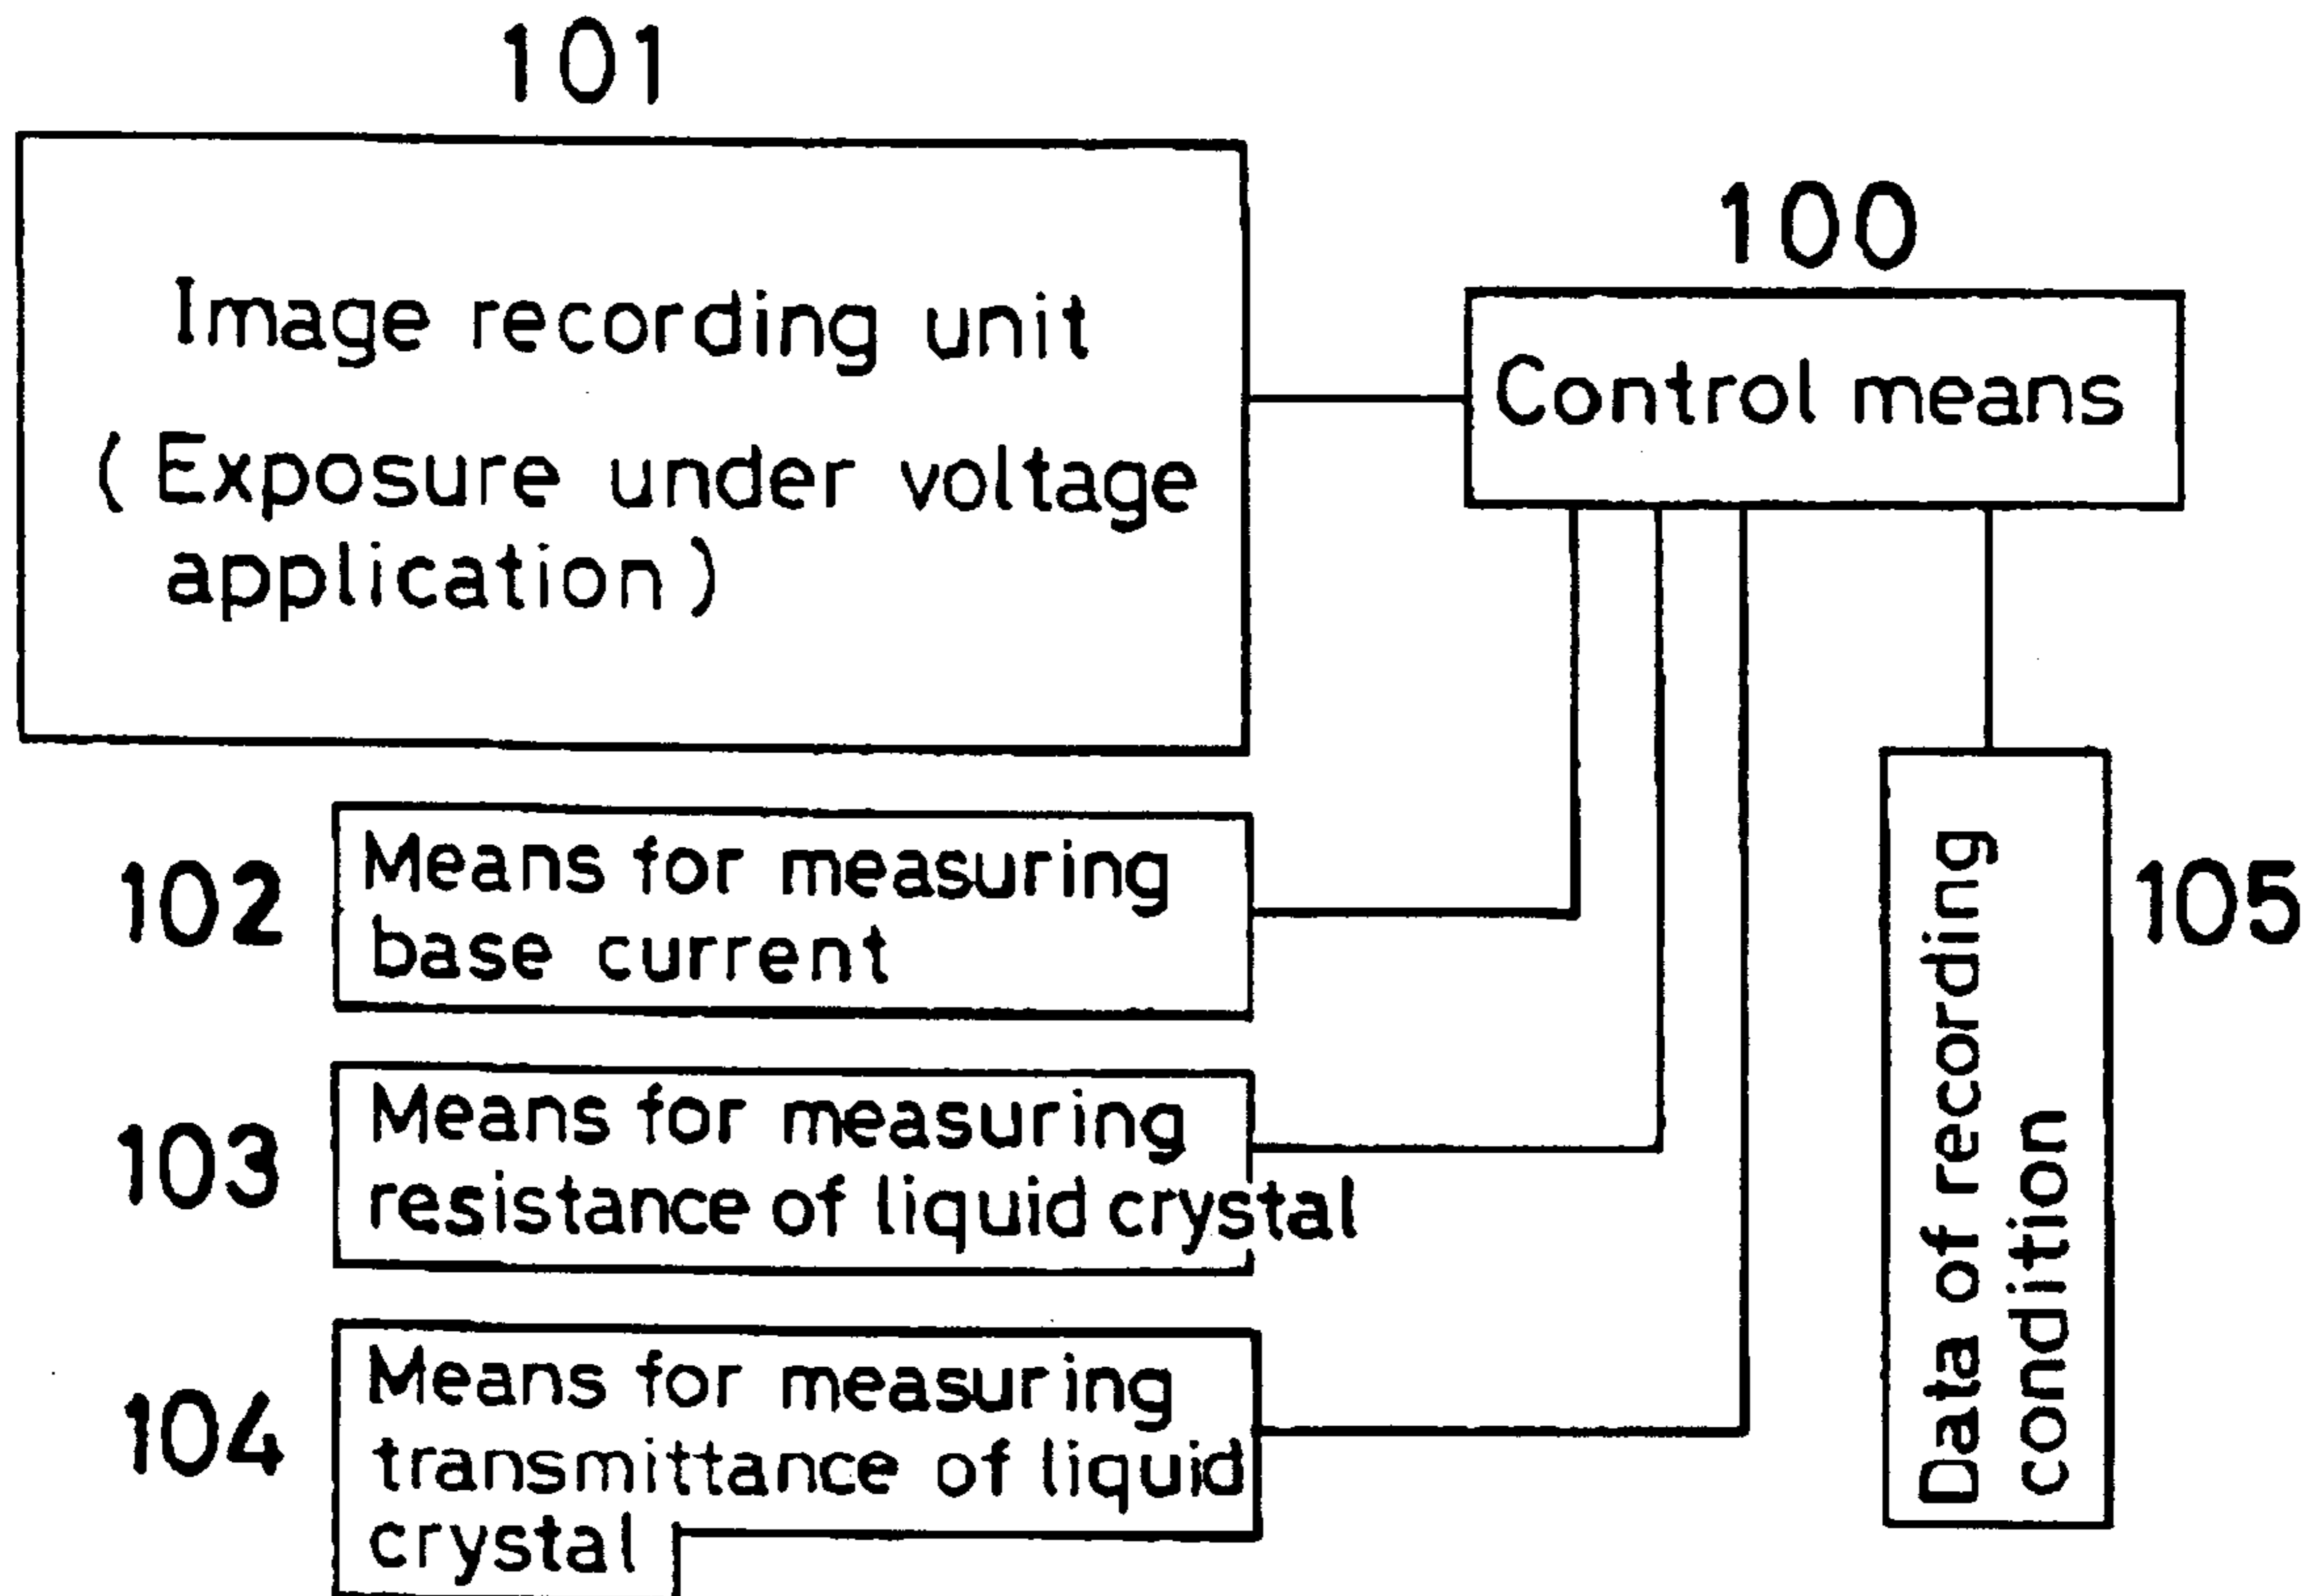 101
Image recording unit
(Exposure under voltage
application)
100
Control means
102
Means for measuring
base current
103
Means for measuring
resistance of liquid crystal
104
Means for measuring
transmittance of liquid
crystal
Data of recording
condition
105